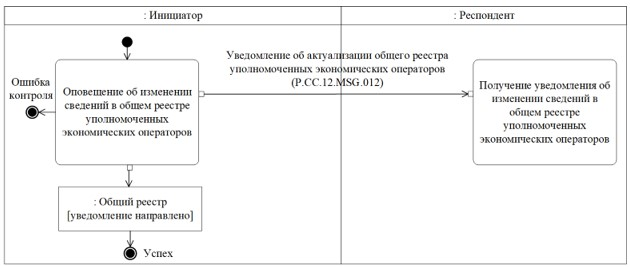 : Инициатор
: Респондент
Уведомление об актуализации общего реестра
уполномоченных экономических операторов
(P.CC.12.MSG.012)
Ошибка
контроля
Оповещение об изменении
сведений в общем реестре
уполномоченных
экономических операторов
Получение уведомления об
изменении сведений в
общем реестре
уполномоченных
экономических операторов
: Общий реестр
[уведомление направлено]
Успех